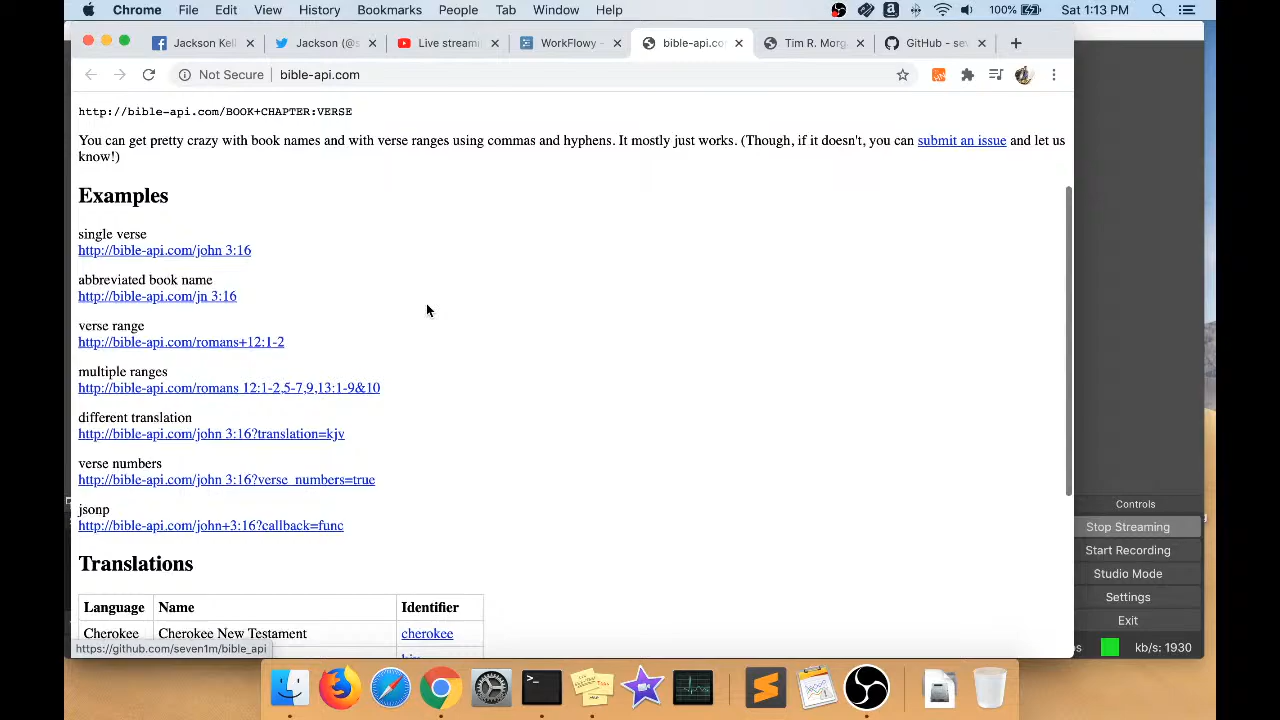 Chrome File Edit View History Bookmarks People Tab Window Help 100% Sat 1:13 PM
Jackson Kell
Jackson (@s
Live streami
WorkFlowy -
bible-api.co
Tim R. Morg
GitHub - sev
Not Secure bible-api.com
http://bible-api.com/BOOK+CHAPTER:VERSE
You can get pretty crazy with book names and with verse ranges using commas and hyphens. It mostly just works. (Though, if it doesn't, you can submit an issue and let us
know!)
Examples
single verse
http://bible-api.com/john 3:16
abbreviated book name
http://bible-api.com/jn 3:16
verse range
http://bible-api.com/romans+12:1-2
multiple ranges
http://bible-api.com/romans 12:1-2,5-7,9,13:1-9&10
different translation
http://bible-api.com/john 3:16?translation=kjv
verse numbers
http://bible-api.com/john 3:16?verse_numbers=true
jsonp
http://bible-api.com/john+3:16?callback=func
Translations
Language Name Identifier
Cherokee Cherokee New Testament cherokee
https://github.com/seven1m/bible_api
Controls
Stop Streaming
Start Recording
Studio Mode
Settings
Exit
kb/s: 1930